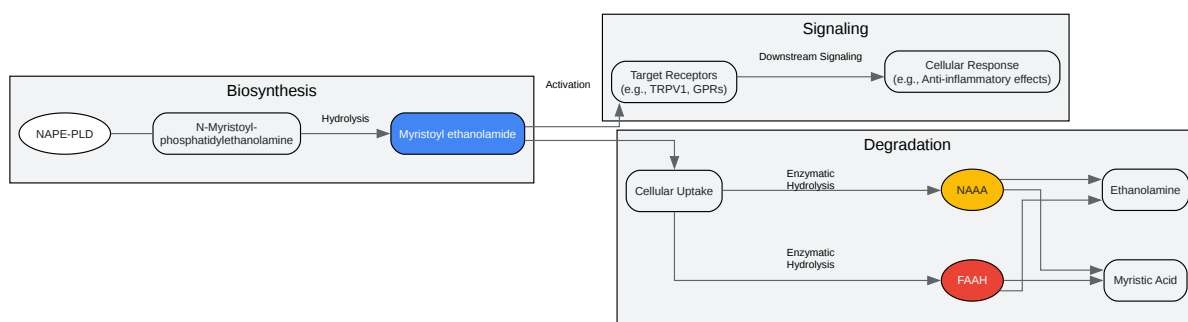 Signaling
Downstream Signaling
Target Receptors
(e.g., TRPV1, GPRs)
Cellular Response
(e.g., Anti-inflammatory effects)
Activation
Biosynthesis
NAPE-PLD
N-Myristoyl-
phosphatidylethanolamine
Hydrolysis
Myristoyl ethanolamide
Degradation
Cellular Uptake
Enzymatic
Hydrolysis
NAAA
Ethanolamine
Enzymatic
Hydrolysis
FAAH
Myristic Acid